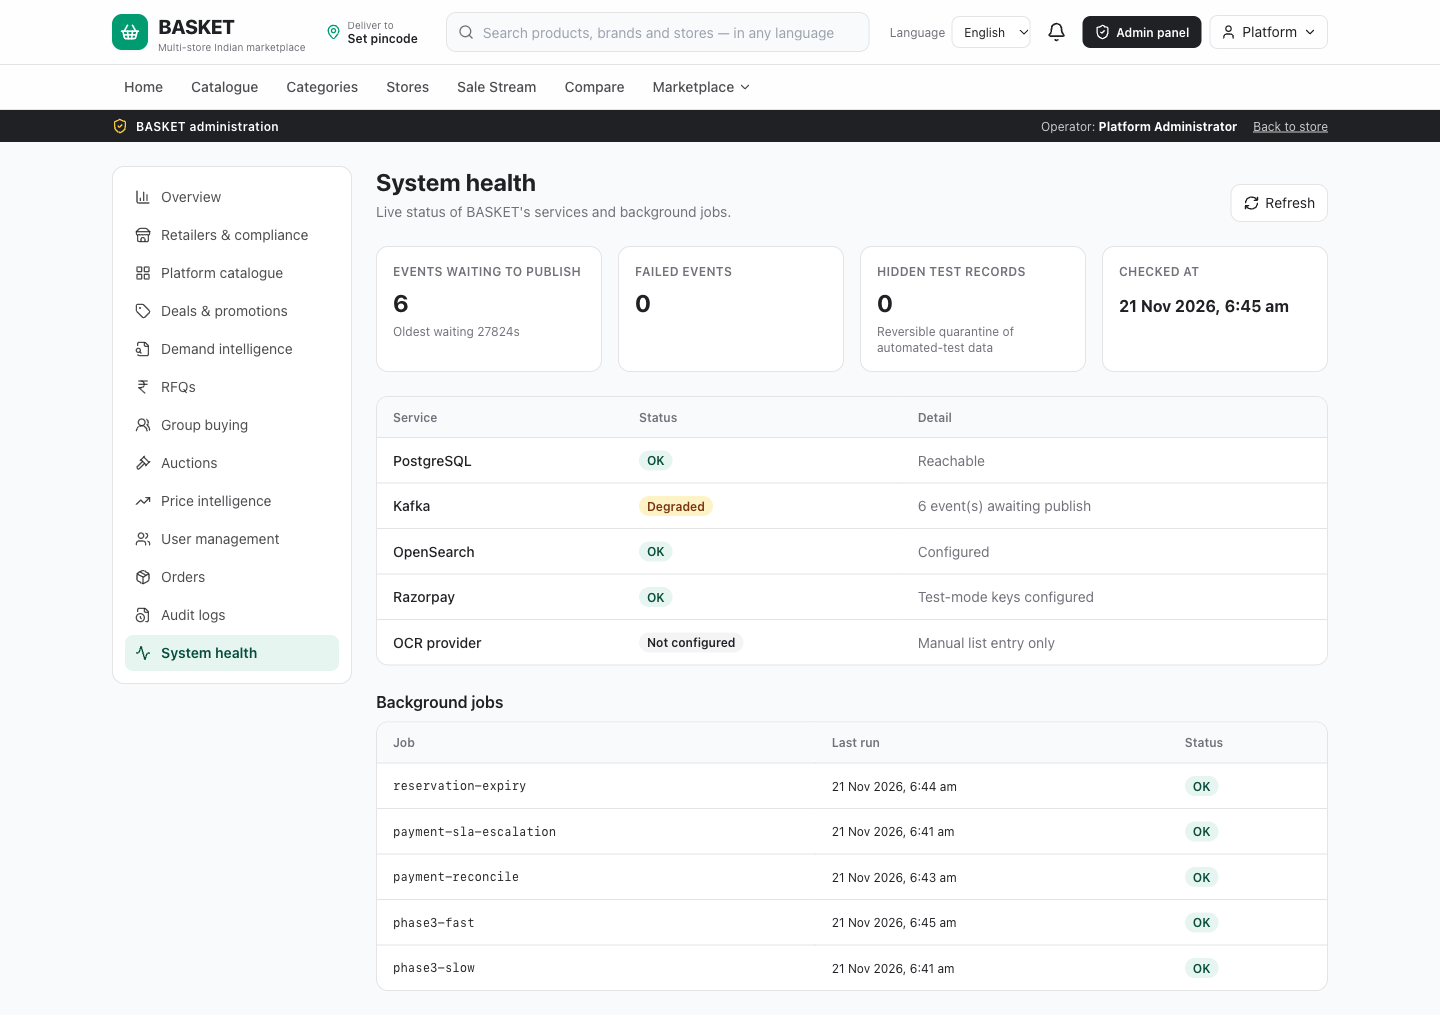 BASKET
Multi-store Indian marketplace
Deliver to
Set pincode
Search products, brands and stores — in any language
Language
English
Admin panel
Platform
Home
Catalogue
Categories
Stores
Sale Stream
Compare
Marketplace
BASKET administration
Operator: Platform Administrator
Back to store
Overview
Retailers & compliance
Platform catalogue
Deals & promotions
Demand intelligence
RFQs
Group buying
Auctions
Price intelligence
User management
Orders
Audit logs
System health
System health
Live status of BASKET's services and background jobs.
Refresh
EVENTS WAITING TO PUBLISH
6
Oldest waiting 27824s
FAILED EVENTS
0
HIDDEN TEST RECORDS
0
Reversible quarantine of
automated-test data
CHECKED AT
21 Nov 2026, 6:45 am
Service Status Detail
PostgreSQL OK Reachable
Kafka Degraded 6 event(s) awaiting publish
OpenSearch OK Configured
Razorpay OK Test-mode keys configured
OCR provider Not configured Manual list entry only
Background jobs
Job Last run Status
reservation-expiry 21 Nov 2026, 6:44 am OK
payment-sla-escalation 21 Nov 2026, 6:41 am OK
payment-reconcile 21 Nov 2026, 6:43 am OK
phase3-fast 21 Nov 2026, 6:45 am OK
phase3-slow 21 Nov 2026, 6:41 am OK